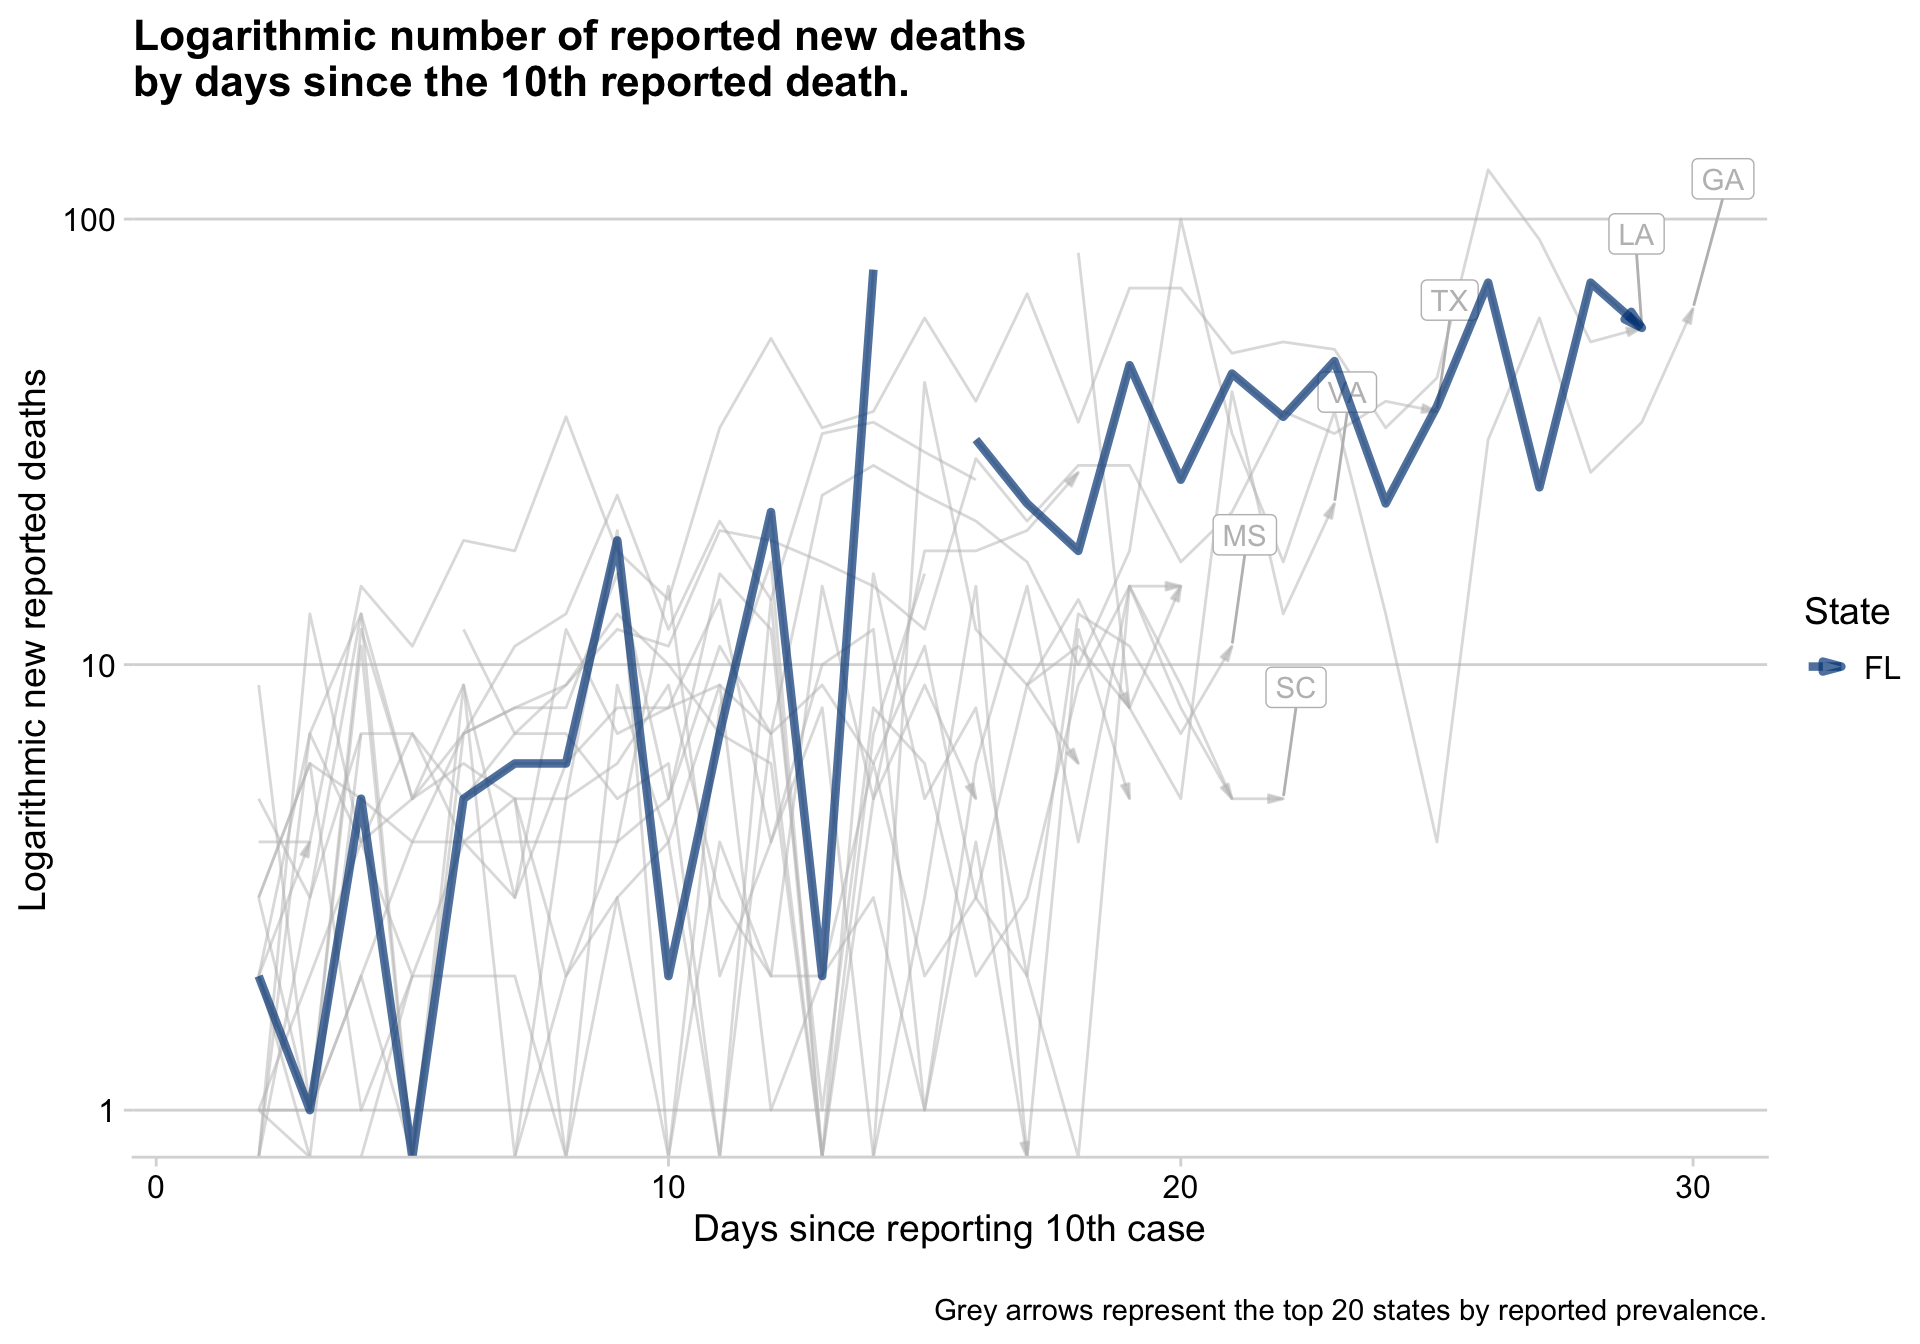 Logarithmic number of reported new deaths
by days since the 10th reported death.
Logarithmic new reported deaths
100
10
1
GA
LA
TX
VA
MS
SC
State
FL
0
10
20
30
Days since reporting 10th case
Grey arrows represent the top 20 states by reported prevalence.